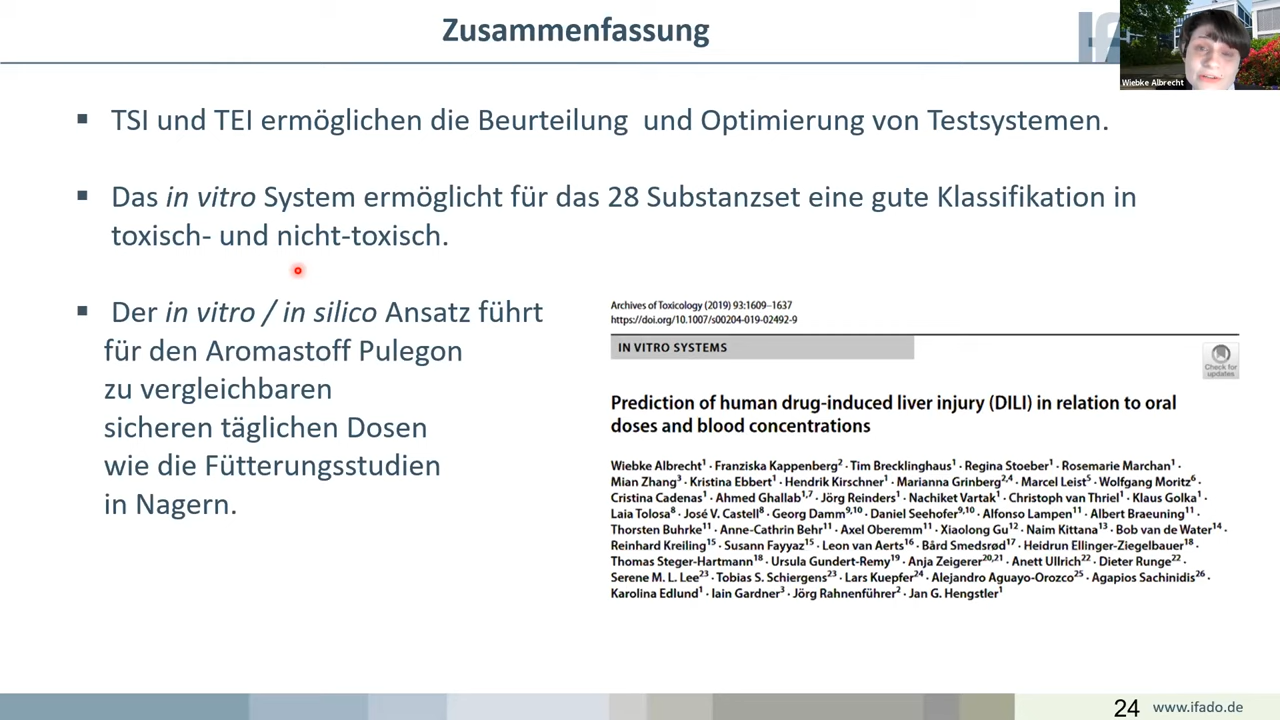 Zusammenfassung
Wiebke Albrecht
▪ TSI und TEI ermöglichen die Beurteilung und Optimierung von Testsystemen.
▪ Das in vitro System ermöglicht für das 28 Substanzset eine gute Klassifikation in
toxisch- und nicht-toxisch.
▪ Der in vitro / in silico Ansatz führt
für den Aromastoff Pulegon
zu vergleichbaren
sicheren täglichen Dosen
wie die Fütterungsstudien
in Nagern.
Archives of Toxicology (2019) 93:1609–1637
https://doi.org/10.1007/s00204-019-02492-9
IN VITRO SYSTEMS
Check for
updates
Prediction of human drug-induced liver injury (DILI) in relation to oral
doses and blood concentrations
Wiebke Albrecht1 · Franziska Kappenberg2 · Tim Brecklinghaus1 · Regina Stoeber1 · Rosemarie Marchan1 ·
Mian Zhang3 · Kristina Ebbert1 · Hendrik Kirschner1 · Marianna Grinberg2,4 · Marcel Leist5 · Wolfgang Moritz6 ·
Cristina Cadenas1 · Ahmed Ghallab1,7 · Jörg Reinders1 · Nachiket Vartak1 · Christoph van Thriel1 · Klaus Golka1 ·
Laia Tolosa8 · José V. Castell8 · Georg Damm9,10 · Daniel Seehofer9,10 · Alfonso Lampen11 · Albert Braeuning11 ·
Thorsten Buhrke11 · Anne-Cathrin Behr11 · Axel Oberemm11 · Xiaolong Gu12 · Naim Kittana13 · Bob van de Water14 ·
Reinhard Kreiling15 · Susann Fayyaz15 · Leon van Aerts16 · Bård Smedsrød17 · Heidrun Ellinger-Ziegelbauer18 ·
Thomas Steger-Hartmann18 · Ursula Gundert-Remy19 · Anja Zeigerer20,21 · Anett Ullrich22 · Dieter Runge22 ·
Serene M. L. Lee23 · Tobias S. Schiergens23 · Lars Kuepfer24 · Alejandro Aguayo-Orozco25 · Agapios Sachinidis26 ·
Karolina Edlund1 · Iain Gardner3 · Jörg Rahnenführer2 · Jan G. Hengstler1
24 www.ifado.de